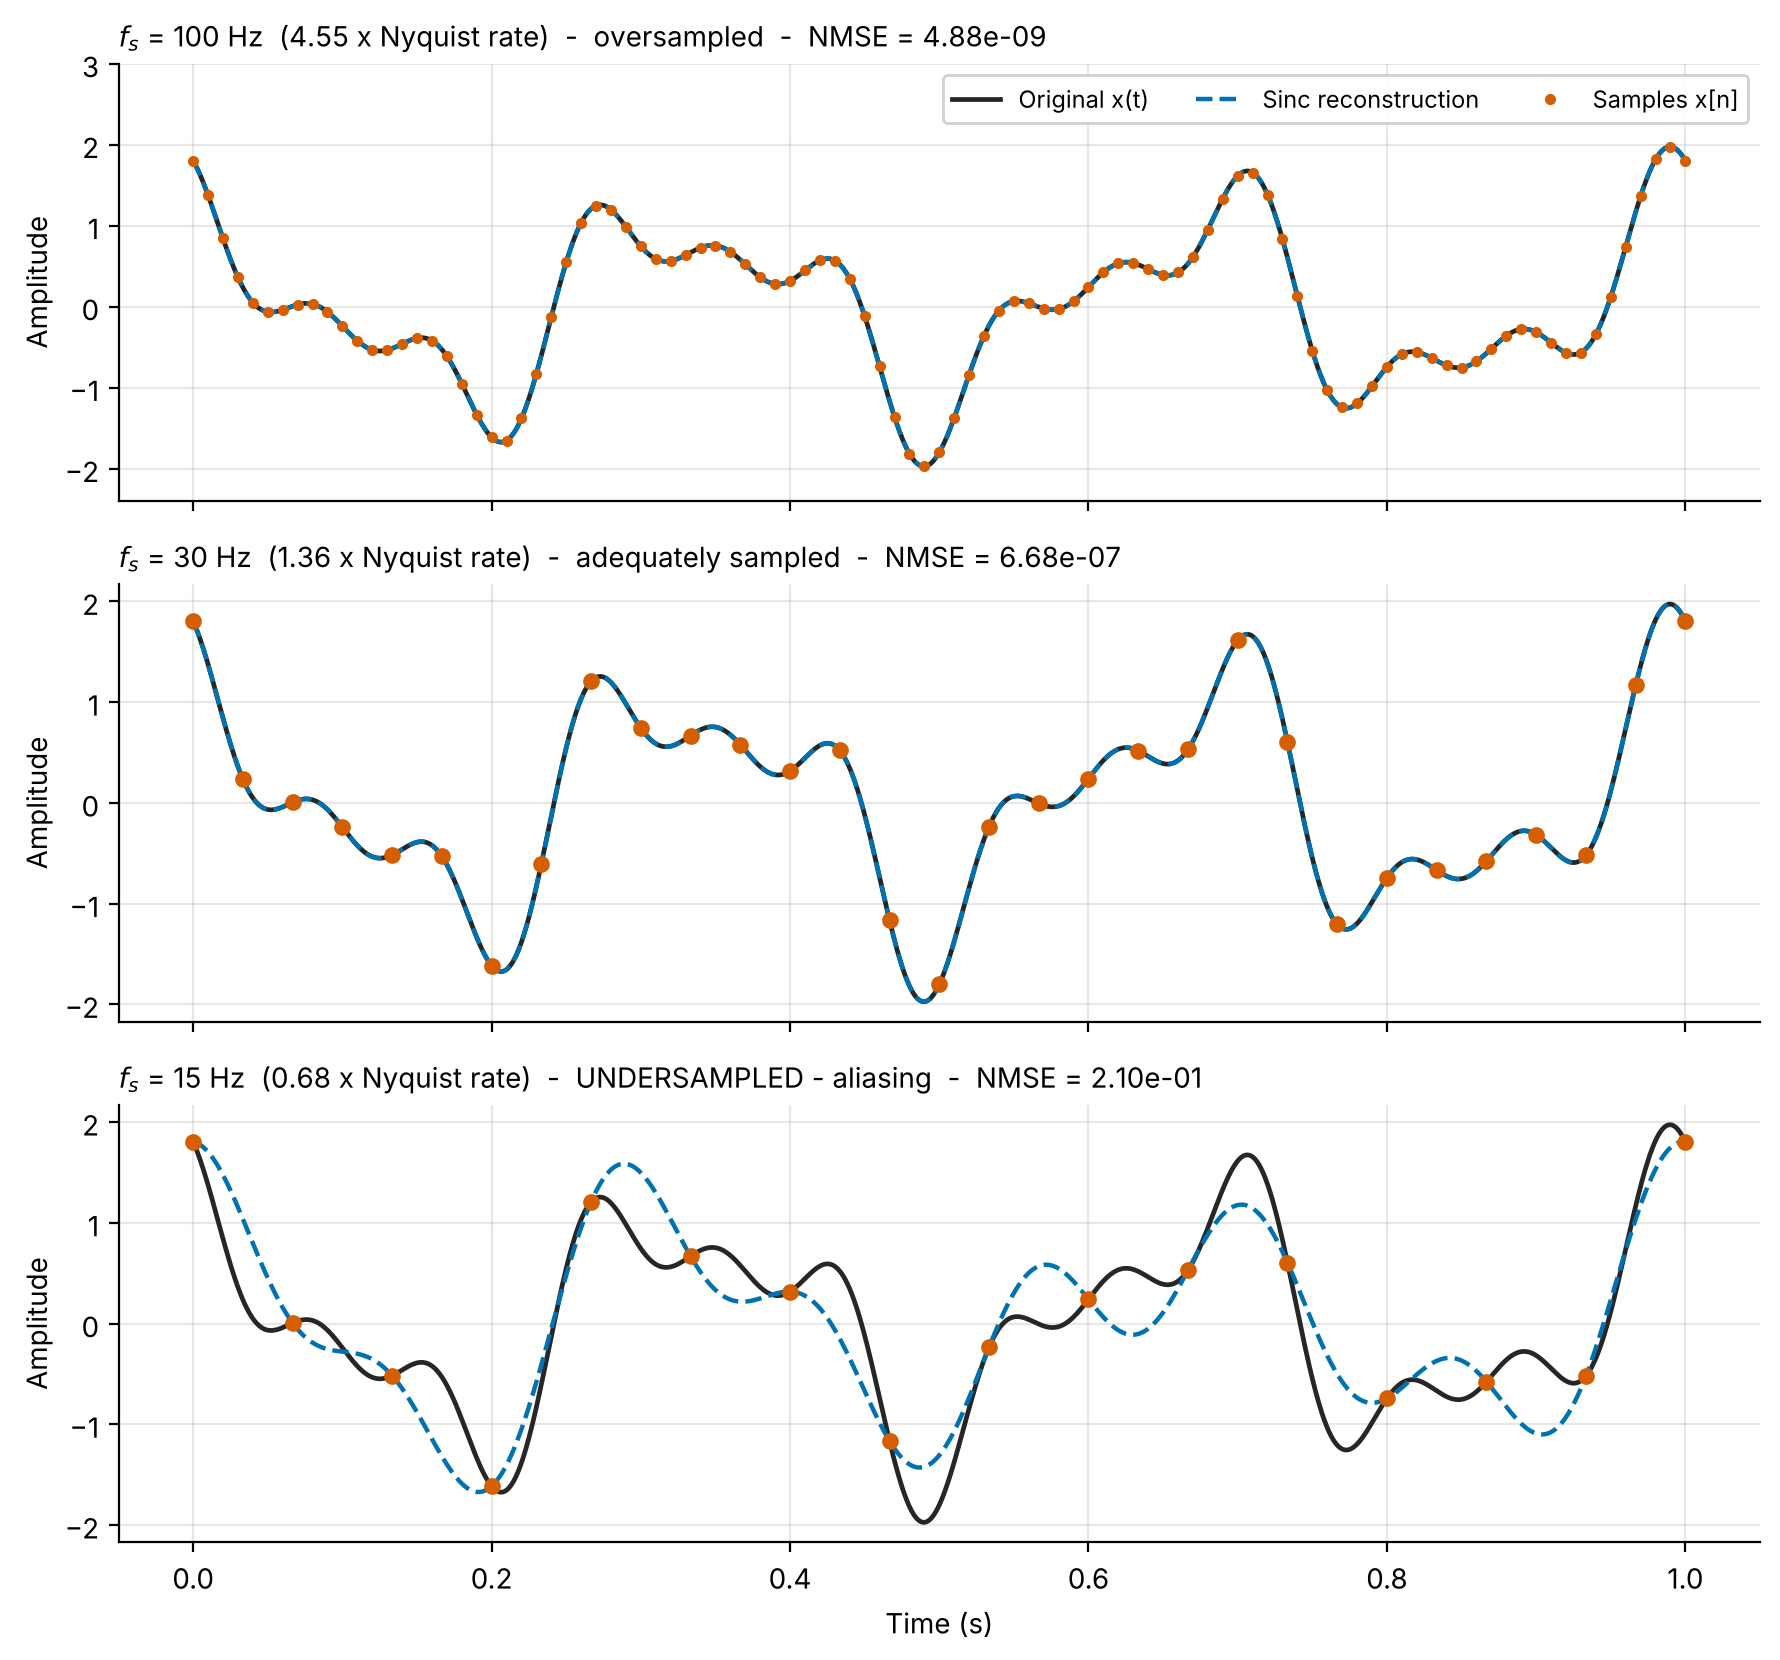 fs = 100 Hz (4.55 x Nyquist rate) - oversampled - NMSE = 4.88e-09
Original x(t) Sinc reconstruction Samples x[n]
Amplitude
3
2
1
0
−1
−2
fs = 30 Hz (1.36 x Nyquist rate) - adequately sampled - NMSE = 6.68e-07
Amplitude
2
1
0
−1
−2
fs = 15 Hz (0.68 x Nyquist rate) - UNDERSAMPLED - aliasing - NMSE = 2.10e-01
Amplitude
2
1
0
−1
−2
0.0 0.2 0.4 0.6 0.8 1.0
Time (s)